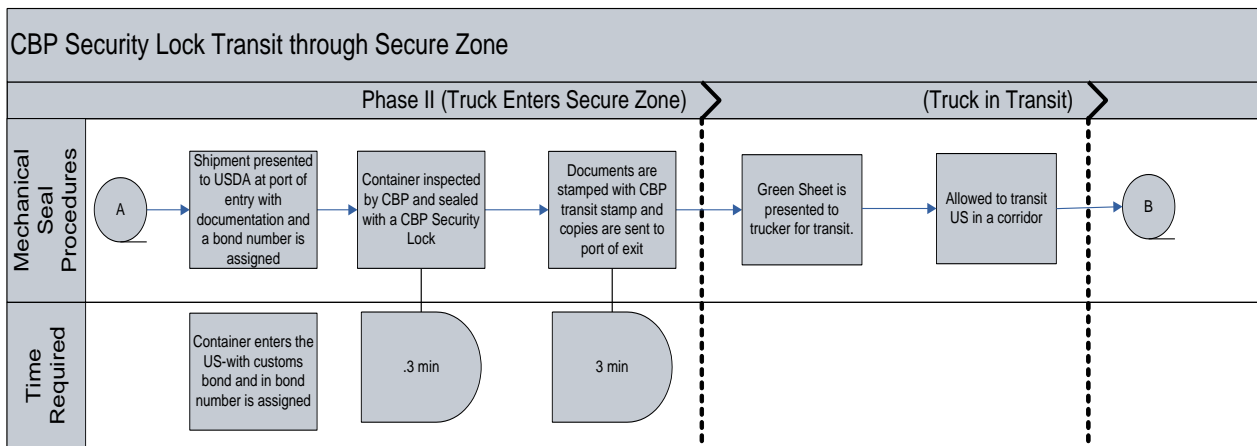 CBP Security Lock Transit through Secure Zone
Phase II (Truck Enters Secure Zone)
(Truck in Transit)
Mechanical
Seal
Procedures
A
Shipment presented
to USDA at port of
entry with
documentation and
a bond number is
assigned
Container inspected
by CBP and sealed
with a CBP Security
Lock
Documents are
stamped with CBP
transit stamp and
copies are sent to
port of exit
Green Sheet is
presented to
trucker for transit.
Allowed to transit
US in a corridor
B
Time
Required
Container enters the
US-with customs
bond and in bond
number is assigned
.3 min
3 min